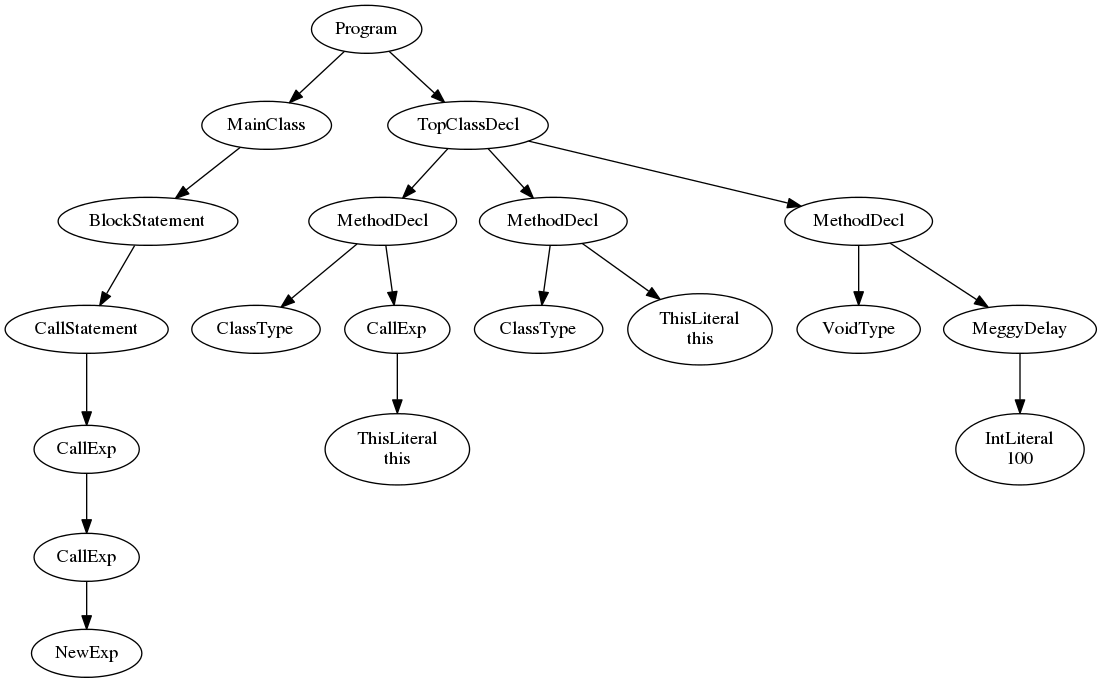 Program
MainClass
TopClassDecl
BlockStatement
MethodDecl
MethodDecl
MethodDecl
CallStatement
ClassType
CallExp
ClassType
ThisLiteral
this
VoidType
MeggyDelay
CallExp
ThisLiteral
this
IntLiteral
100
CallExp
NewExp